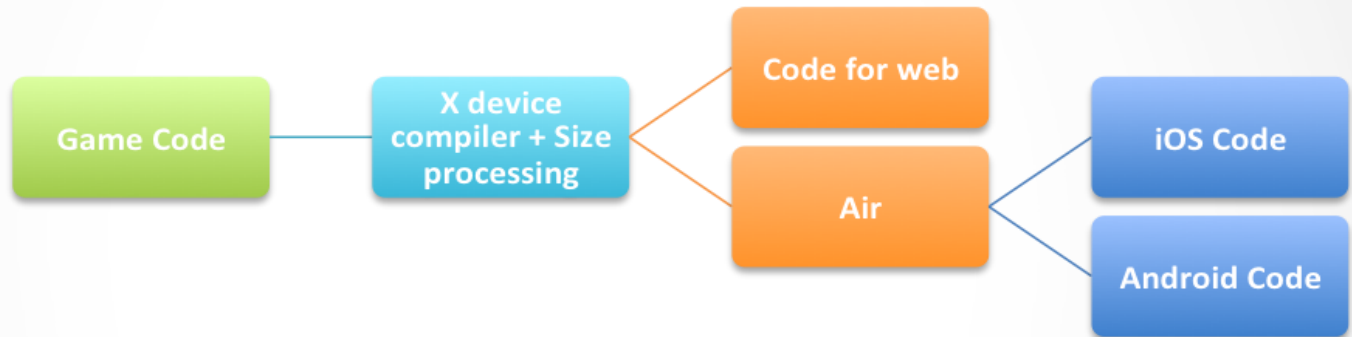 Game Code
X device
compiler + Size
processing
Code for web
Air
iOS Code
Android Code